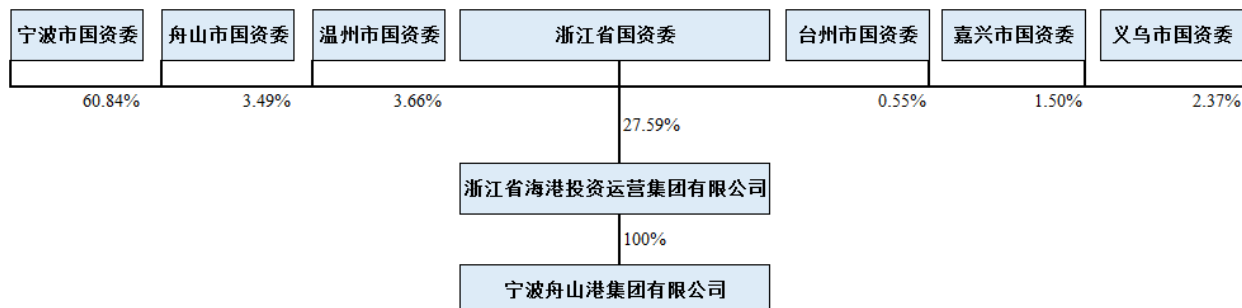 宁波市国资委
舟山市国资委
温州市国资委
浙江省国资委
台州市国资委
嘉兴市国资委
义乌市国资委
60.84%
3.49%
3.66%
0.55%
1.50%
2.37%
27.59%
浙江省海港投资运营集团有限公司
100%
宁波舟山港集团有限公司